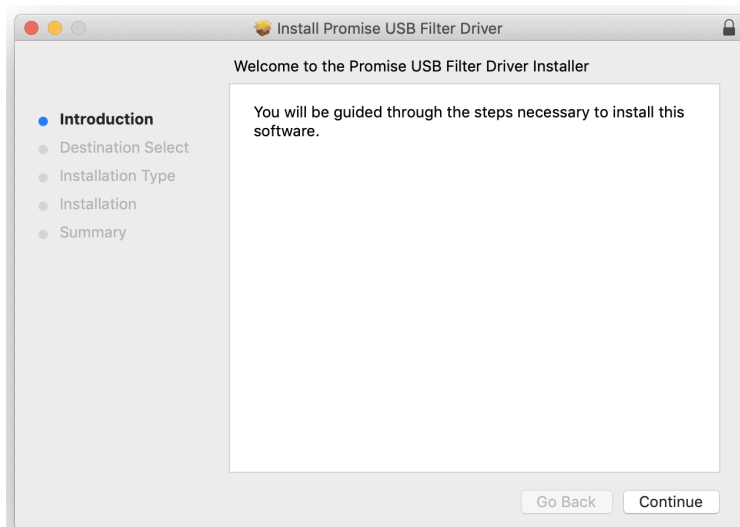 Install Promise USB Filter Driver
Welcome to the Promise USB Filter Driver Installer
Introduction
Destination Select
Installation Type
Installation
Summary
You will be guided through the steps necessary to install this
software.
Go Back
Continue